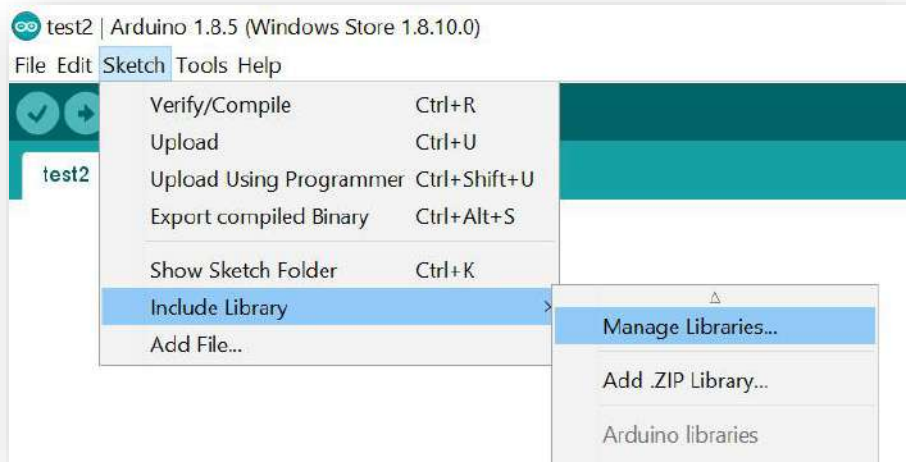 test2 | Arduino 1.8.5 (Windows Store 1.8.10.0)
File Edit Sketch Tools Help
Verify/Compile Ctrl+R
Upload Ctrl+U
test2
Upload Using Programmer Ctrl+Shift+U
Export compiled Binary Ctrl+Alt+S
Show Sketch Folder Ctrl+K
Include Library
Add File...
Manage Libraries...
Add .ZIP Library...
Arduino libraries